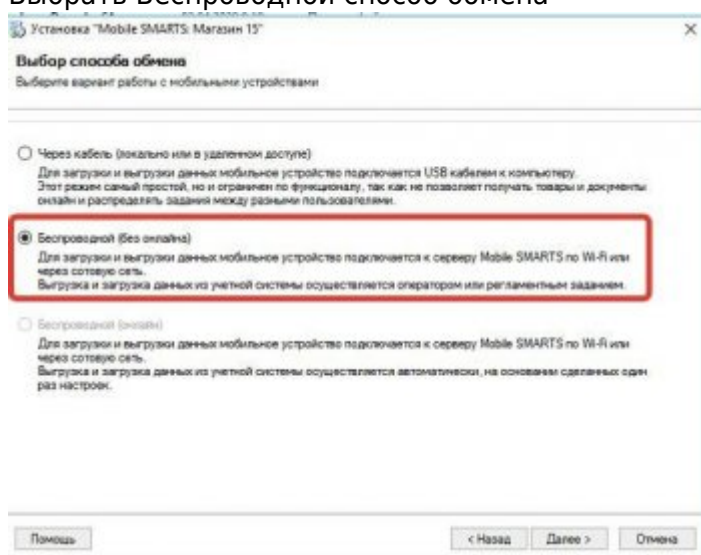 Выбрать Беспроводной способ обмена
Установка "Mobile SMARTS: Магазин 15"
Выбор способа обмена
Выберите вариант работы с мобильными устройствами
Через кабель (локально или в удаленном доступе)
Для загрузки и выгрузки данных мобильное устройство подключается USB кабелем к компьютеру.
Этот режим самый простой, но и ограничен по функционалу, так как не позволяет получать товары и документы
онлайн и распределять задания между разными пользователями.
Беспроводной (без онлайна)
Для загрузки и выгрузки данных мобильное устройство подключается к серверу Mobile SMARTS по Wi-Fi или
через сотовую сеть.
Выгрузка и загрузка данных из учетной системы осуществляется оператором или регламентным заданием.
Беспроводной (онлайн)
Для загрузки и выгрузки данных мобильное устройство подключается к серверу Mobile SMARTS по Wi-Fi или
через сотовую сеть.
Выгрузка и загрузка данных из учетной системы осуществляется автоматически, на основании сделанных один
раз настроек.
Помощь
< Назад
Далее >
Отмена